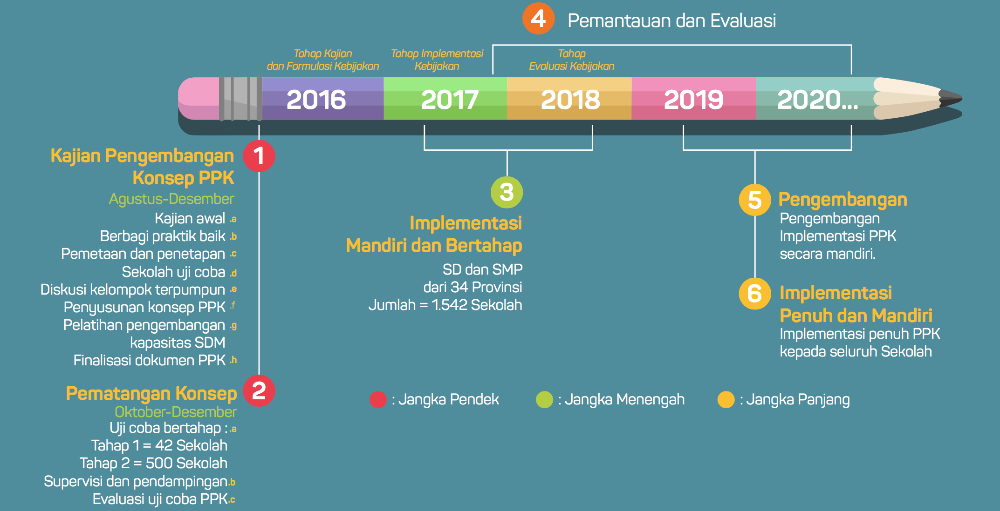 4 Pemantauan dan Evaluasi
Tahap Kajian
dan Formulasi Kebijakan
Tahap Implementasi
Kebijakan
Tahap
Evaluasi Kebijakan
2016 2017 2018 2019 2020...
1
Kajian Pengembangan
Konsep PPK
Agustus-Desember
Kajian awal .a
Berbagi praktik baik .b
Pemetaan dan penetapan .c
Sekolah uji coba .d
Diskusi kelompok terpumpun .e
Penyusunan konsep PPK .f
Pelatihan pengembangan .g
kapasitas SDM
Finalisasi dokumen PPK .h
2
Pematangan Konsep
Oktober-Desember
Uji coba bertahap : .a
Tahap 1 = 42 Sekolah
Tahap 2 = 500 Sekolah
Supervisi dan pendampingan .b
Evaluasi uji coba PPK .c
3
Implementasi
Mandiri dan Bertahap
SD dan SMP
dari 34 Provinsi
Jumlah = 1.542 Sekolah
5 Pengembangan
Pengembangan
Implementasi PPK
secara mandiri.
6 Implementasi
Penuh dan Mandiri
Implementasi penuh PPK
kepada seluruh Sekolah
: Jangka Pendek : Jangka Menengah : Jangka Panjang